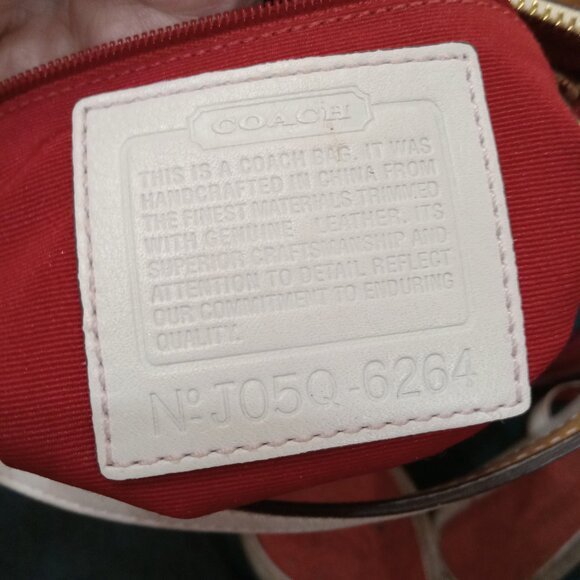 COACH
THIS IS A COACH BAG. IT WAS
HANDCRAFTED IN CHINA FROM
THE FINEST MATERIALS TRIMMED
WITH GENUINE LEATHER. ITS
SUPERIOR CRAFTSMANSHIP AND
ATTENTION TO DETAIL REFLECT
OUR COMMITMENT TO ENDURING
QUALITY.
Nº J05Q-6264